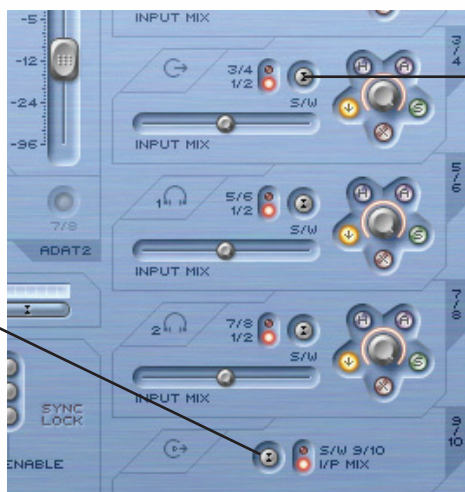 -5
-12
-24
-96
7/8
ADAT2
SYNC
LOCK
ENABLE
INPUT MIX
3/4
1/2
S/W
INPUT MIX
3/4
1
5/6
1/2
S/W
INPUT MIX
5/6
2
7/8
1/2
S/W
INPUT MIX
7/8
S/W 9/10
I/P MIX
9/10
H
A
S
H
A
S
H
A
S